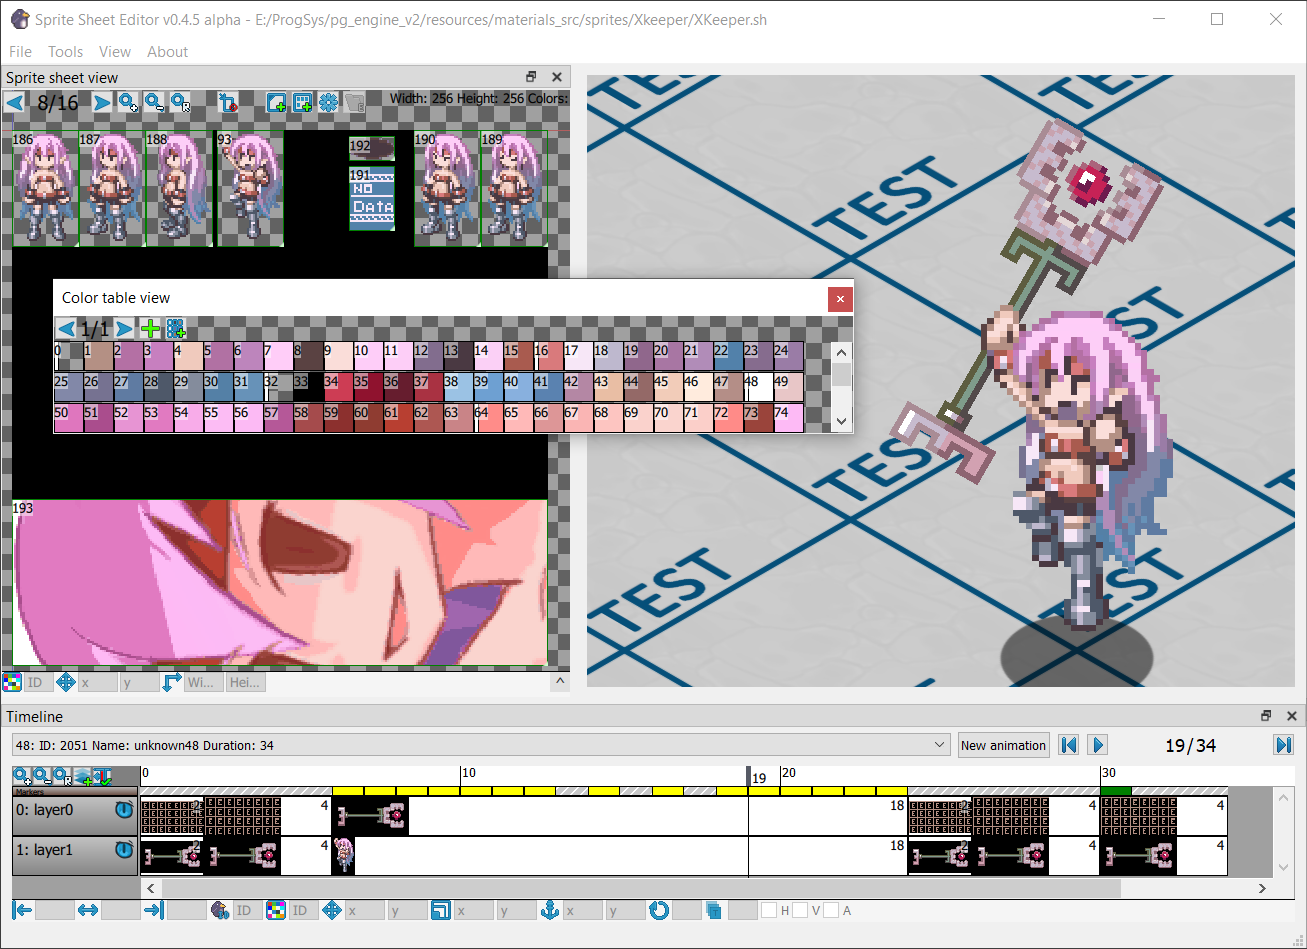 Sprite Sheet Editor v0.4.5 alpha - E:/ProgSys/pg_engine_v2/resources/materials_src/sprites/Xkeeper/XKeeper.sh
File Tools View About
Sprite sheet view
8/16 Width: 256 Height: 256 Colors:
186 187 188 93 192 190 189
191
NO
DATA
Color table view
1/1
0 1 2 3 4 5 6 7 8 9 10 11 12 13 14 15 16 17 18 19 20 21 22 23 24
25 26 27 28 29 30 31 32 33 34 35 36 37 38 39 40 41 42 43 44 45 46 47 48 49
50 51 52 53 54 55 56 57 58 59 60 61 62 63 64 65 66 67 68 69 70 71 72 73 74
193
TEST
TEST
TEST
TEST
TEST
TEST
TEST
ID x y Wi... Hei...
Timeline
48: ID: 2051 Name: unknown48 Duration: 34 New animation 19/34
0 10 19 20 30
Markers
0: layer0 2 4 18 2 4 4
1: layer1 2 4 18 2 4 4
ID ID x y x y x y H V A